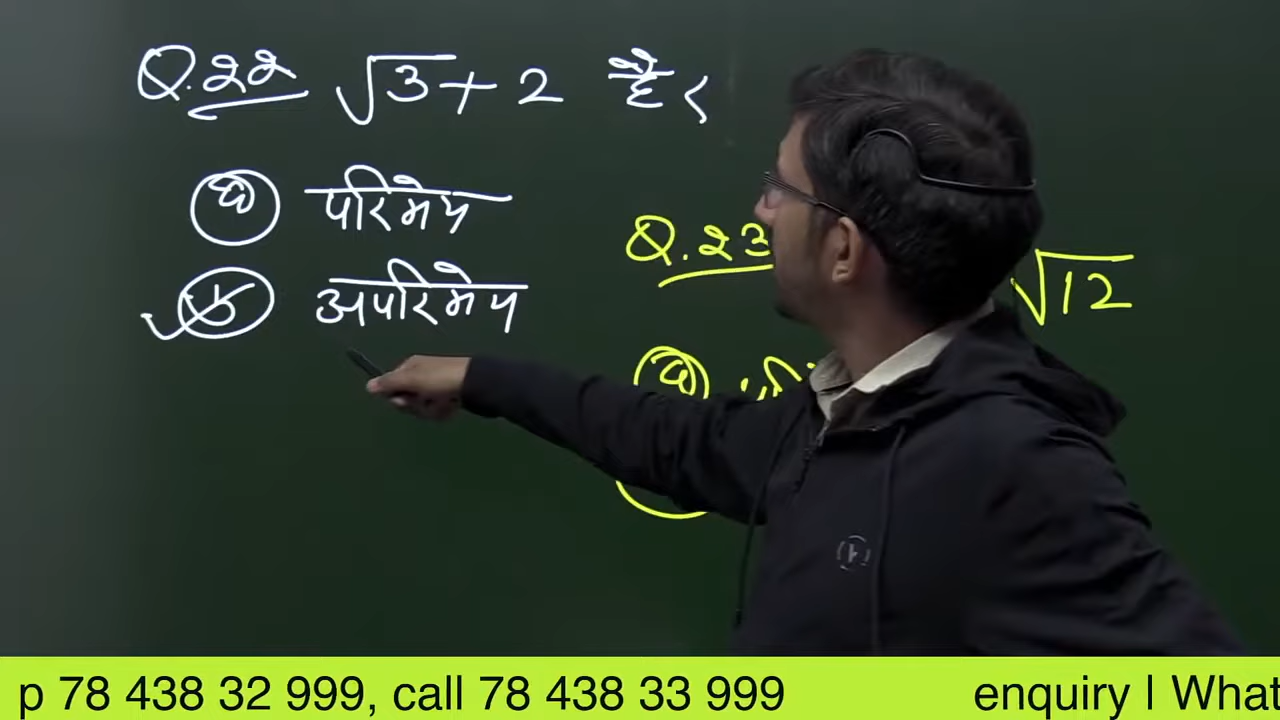 Q.22 √3 + 2 है <
परिमेय
अपरिमेय
Q.23
√12
p 78 438 32 999, call 78 438 33 999
enquiry | What